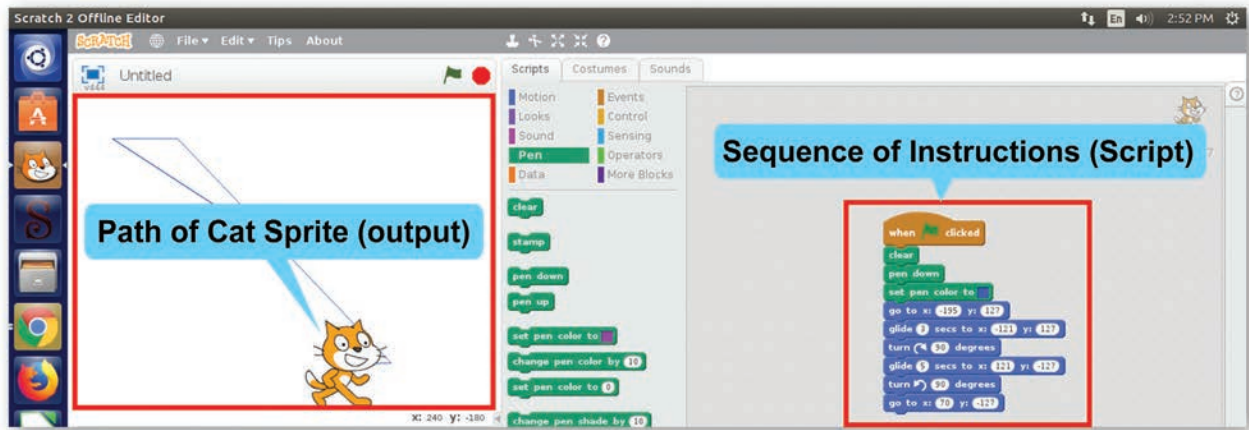 Scratch 2 Offline Editor
En 2:52 PM
SCRATCH File Edit Tips About
Untitled
v444
Scripts Costumes Sounds
Motion Events
Looks Control
Sound Sensing
Pen Operators
Data More Blocks
clear
stamp
pen down
pen up
set pen color to
change pen color by 10
set pen color to 0
change pen shade by 10
Path of Cat Sprite (output)
X: 240 y: -180
Sequence of Instructions (Script)
when clicked
clear
pen down
set pen color to
go to x: -195 y: 127
glide 3 secs to x: -121 y: 127
turn 90 degrees
glide 5 secs to x: 121 y: -127
turn 90 degrees
go to x: 70 y: -127